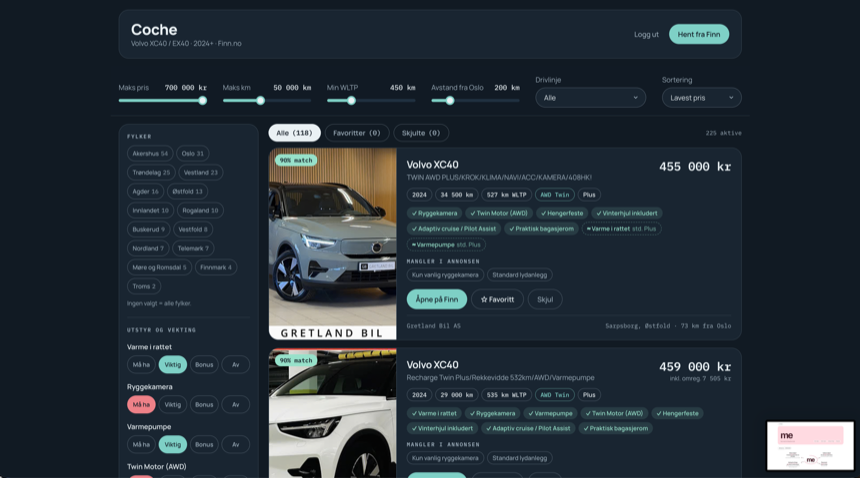 Coche
Volvo XC40 / EX40 · 2024+ · Finn.no
Logg ut
Hent fra Finn
Maks pris 700 000 kr
Maks km 50 000 km
Min WLTP 450 km
Avstand fra Oslo 200 km
Drivlinje
Alle
Sortering
Lavest pris
FYLKER
Akershus 54
Oslo 31
Trøndelag 25
Vestland 23
Agder 16
Østfold 13
Innlandet 10
Rogaland 10
Buskerud 9
Vestfold 8
Nordland 7
Telemark 7
Møre og Romsdal 5
Finnmark 4
Troms 2
Ingen valgt = alle fylker.
UTSTYR OG VEKTING
Varme i rattet
Må ha Viktig Bonus Av
Ryggekamera
Må ha Viktig Bonus Av
Varmepumpe
Må ha Viktig Bonus Av
Twin Motor (AWD)
Alle (118)
Favoritter (0)
Skjulte (0)
225 aktive
90% match
GRETLAND BIL
Volvo XC40
455 000 kr
TWIN AWD PLUS/KROK/KLIMA/NAVI/ACC/KAMERA/408HK!
2024 34 500 km 527 km WLTP AWD Twin Plus
✓ Ryggekamera ✓ Twin Motor (AWD) ✓ Hengerfeste ✓ Vinterhjul inkludert
✓ Adaptiv cruise / Pilot Assist ✓ Praktisk bagasjerom Varme i rattet std. Plus
Varmepumpe std. Plus
MANGLER I ANNONSEN
Kun vanlig ryggekamera Standard lydanlegg
Åpne på Finn
☆ Favoritt
Skjul
Gretland Bil AS
Sarpsborg, Østfold · 73 km fra Oslo
90% match
Volvo XC40
459 000 kr
Recharge Twin Plus/Rekkevidde 532km/AWD/Varmepumpe
inkl. omreg 7 505 kr
2024 29 000 km 535 km WLTP AWD Twin Plus
✓ Varme i rattet ✓ Ryggekamera ✓ Varmepumpe ✓ Twin Motor (AWD) ✓ Hengerfeste
✓ Vinterhjul inkludert ✓ Adaptiv cruise / Pilot Assist ✓ Praktisk bagasjerom
MANGLER I ANNONSEN
Kun vanlig ryggekamera Standard lydanlegg
me
me